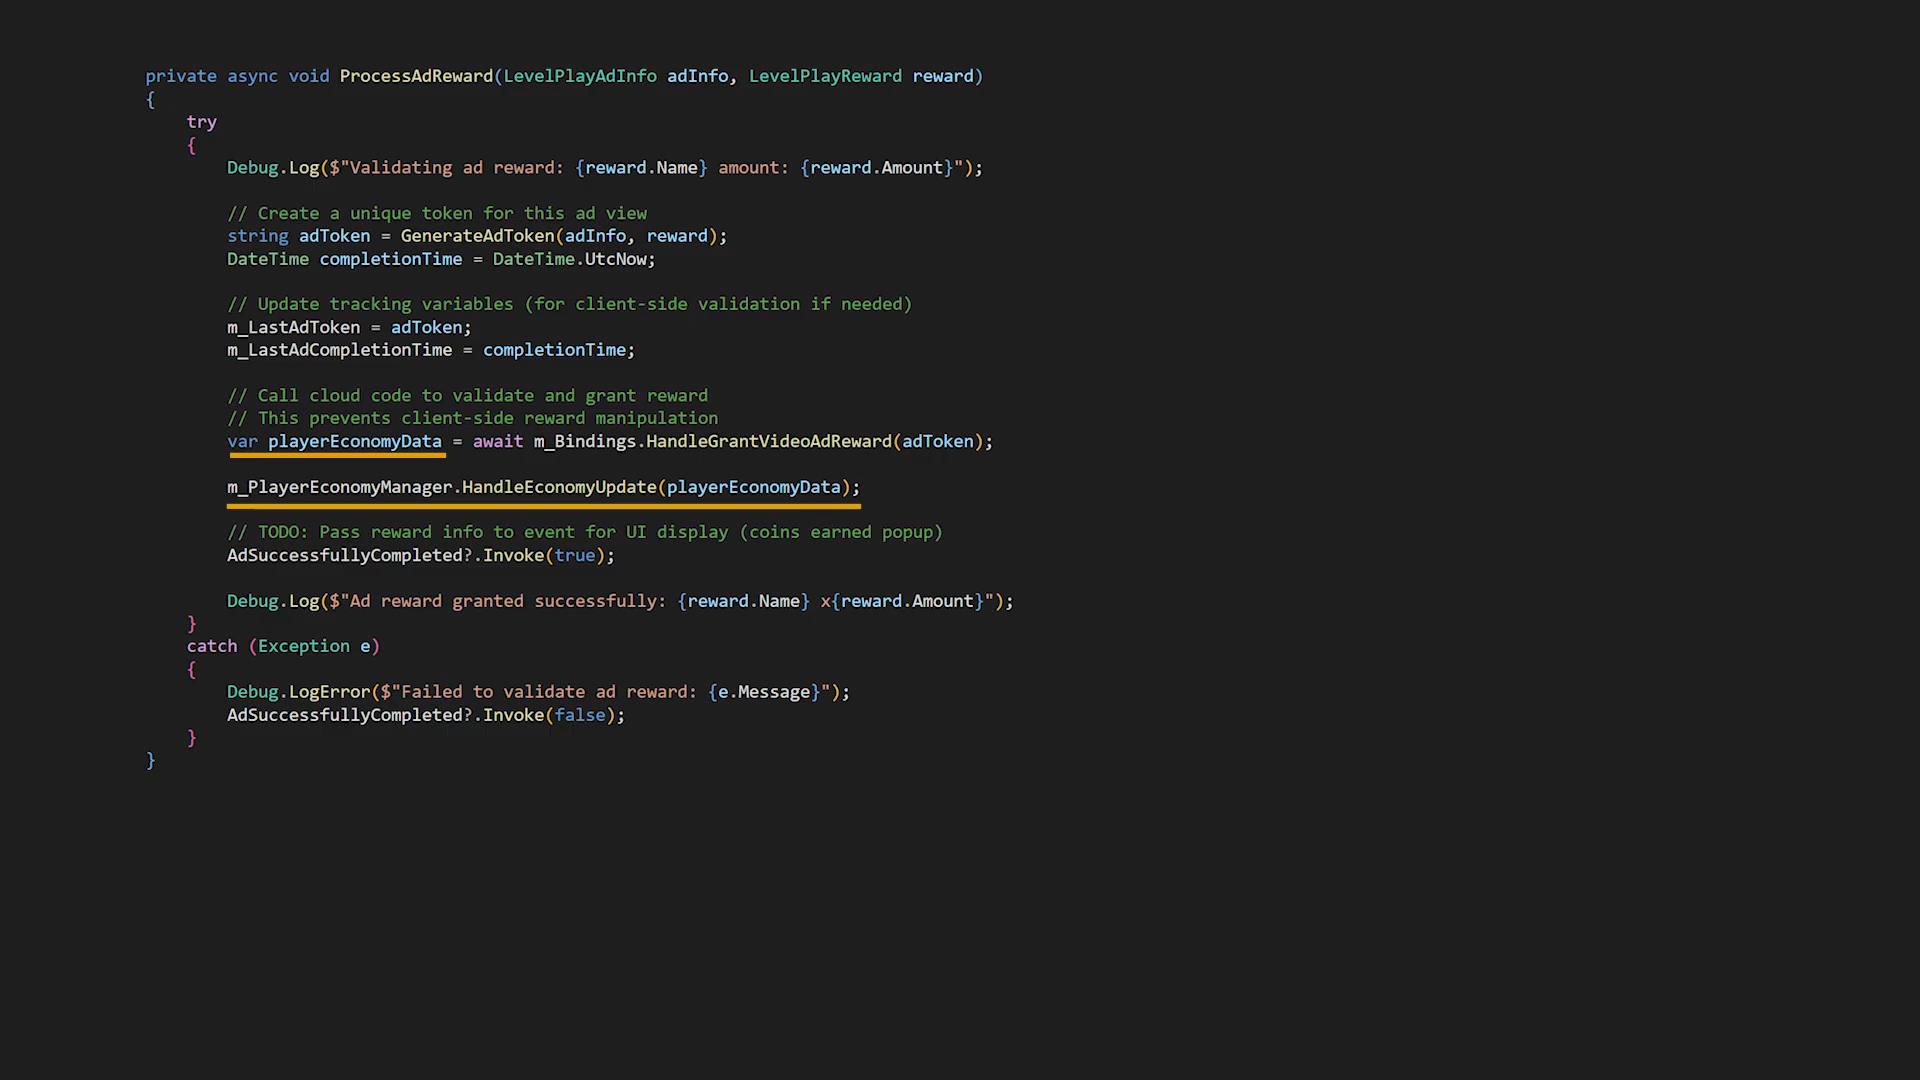 private async void ProcessAdReward(LevelPlayAdInfo adInfo, LevelPlayReward reward)
{
try
{
Debug.Log($"Validating ad reward: {reward.Name} amount: {reward.Amount}");
// Create a unique token for this ad view
string adToken = GenerateAdToken(adInfo, reward);
DateTime completionTime = DateTime.UtcNow;
// Update tracking variables (for client-side validation if needed)
m_LastAdToken = adToken;
m_LastAdCompletionTime = completionTime;
// Call cloud code to validate and grant reward
// This prevents client-side reward manipulation
var playerEconomyData = await m_Bindings.HandleGrantVideoAdReward(adToken);
m_PlayerEconomyManager.HandleEconomyUpdate(playerEconomyData);
// TODO: Pass reward info to event for UI display (coins earned popup)
AdSuccessfullyCompleted?.Invoke(true);
Debug.Log($"Ad reward granted successfully: {reward.Name} x{reward.Amount}");
}
catch (Exception e)
{
Debug.LogError($"Failed to validate ad reward: {e.Message}");
AdSuccessfullyCompleted?.Invoke(false);
}
}